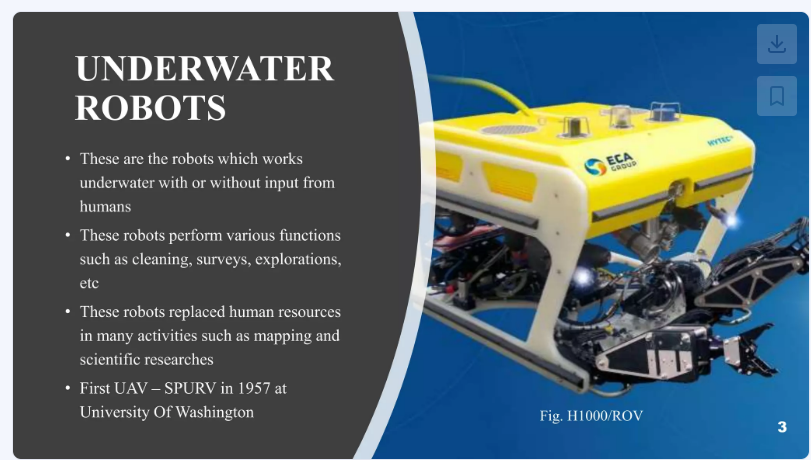 UNDERWATER
ROBOTS
• These are the robots which works
underwater with or without input from
humans
• These robots perform various functions
such as cleaning, surveys, explorations,
etc
• These robots replaced human resources
in many activities such as mapping and
scientific researches
• First UAV – SPURV in 1957 at
University Of Washington
ECA
GROUP
HYTEC
Fig. H1000/ROV
3